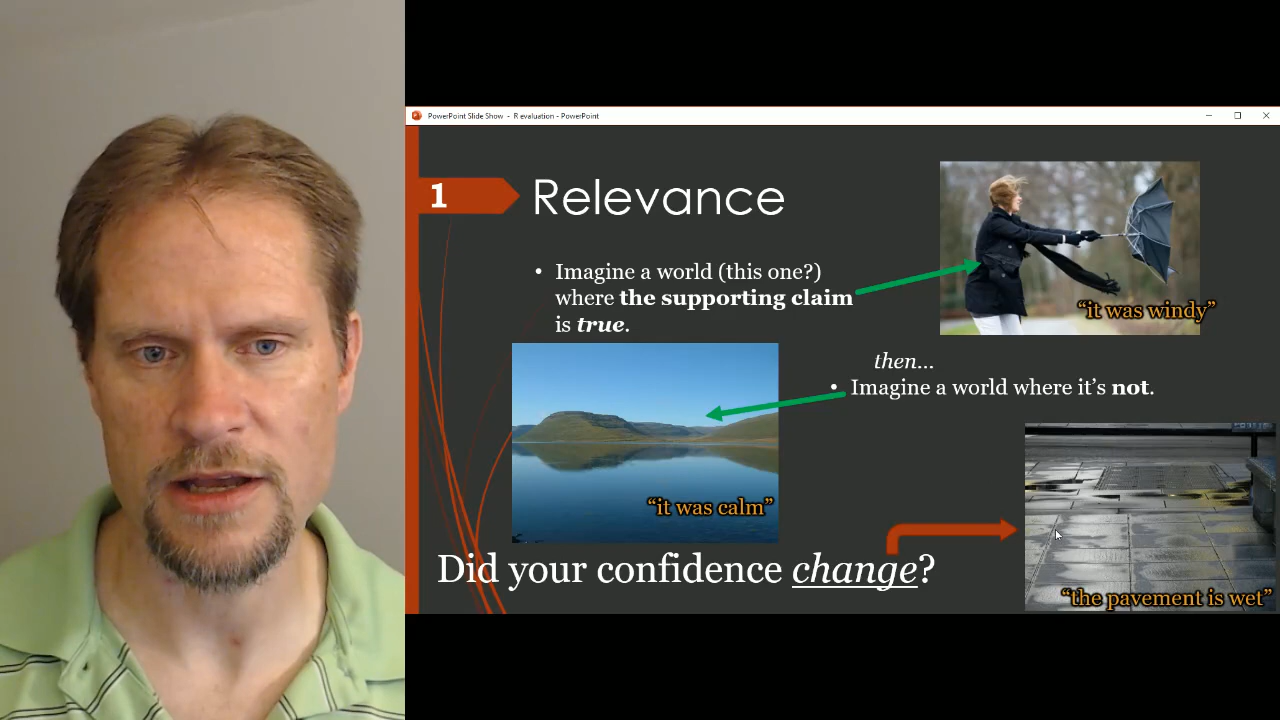 PowerPoint Slide Show - R evaluation - PowerPoint
1
Relevance
• Imagine a world (this one?)
where the supporting claim
is true.
"it was windy"
then...
• Imagine a world where it's not.
"it was calm"
Did your confidence change?
"the pavement is wet"